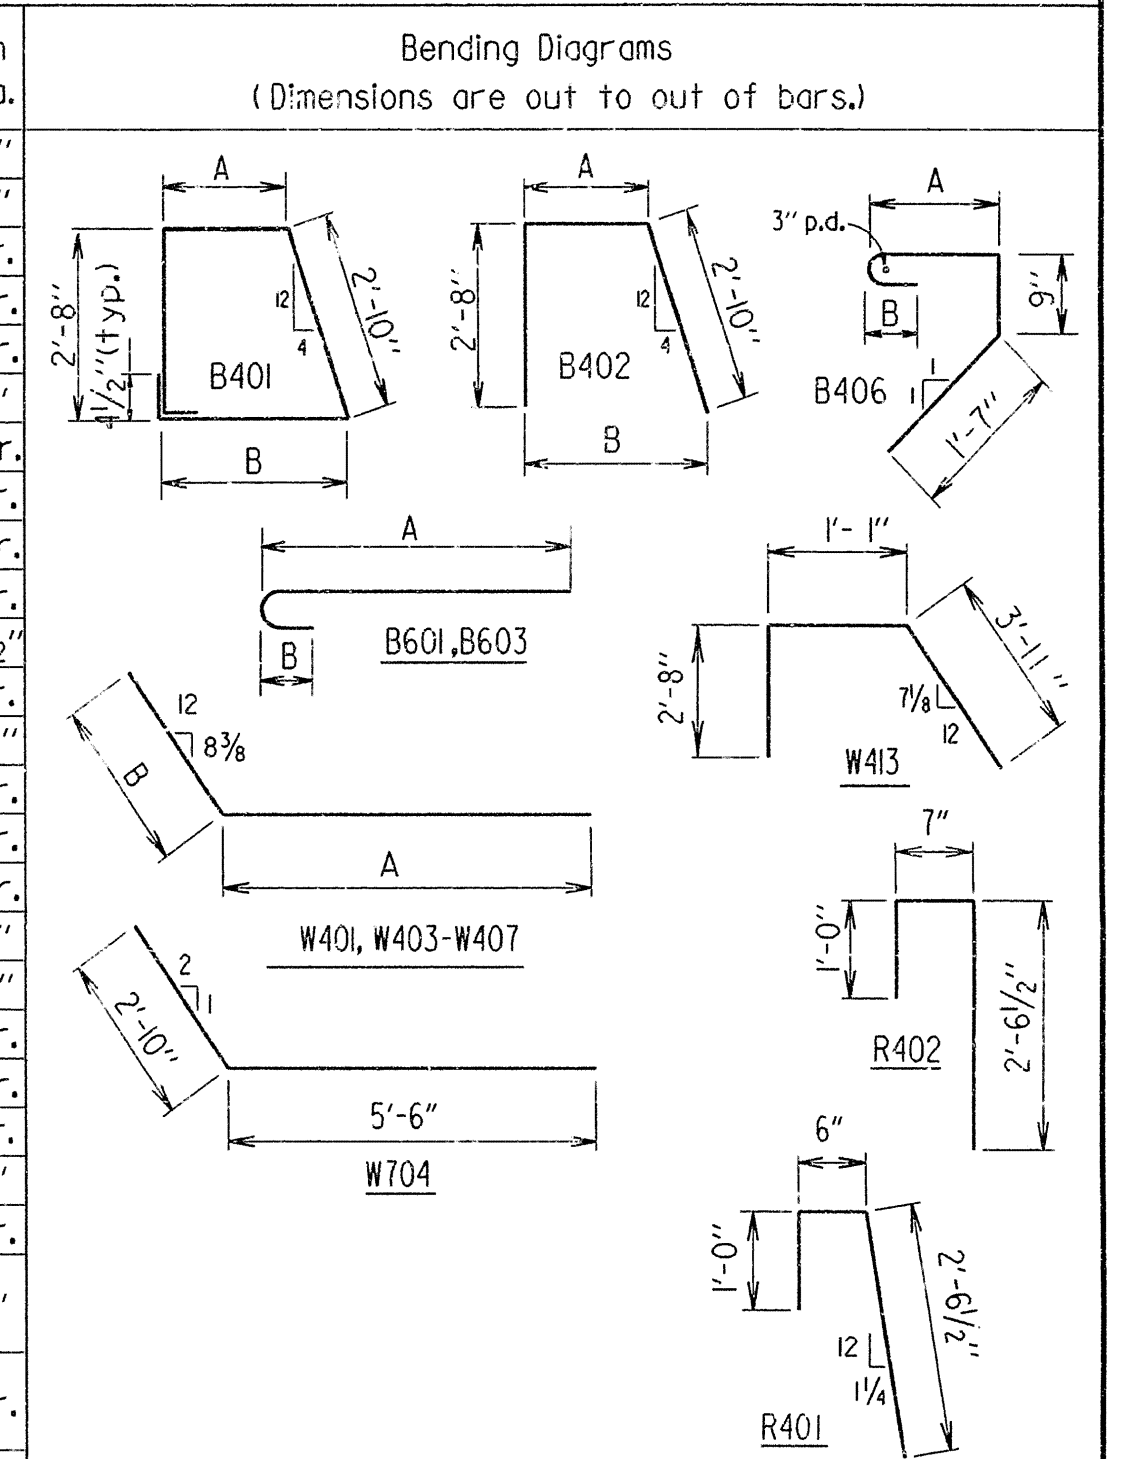 Bending Diagrams
(Dimensions are out to out of bars.)
A
2'-8"
4 1/2"(typ.)
12
4
2'-10"
B401
B
A
2'-8"
12
4
2'-10"
B402
B
A
3" p.d.
B
9"
B406
1
1
1'-7"
A
B
B601,B603
1'- 1"
2'-8"
3'-11"
7 1/8
12
W413
12
8 3/8
B
A
W401, W403-W407
7"
1'-0"
2'-6 1/2"
R402
2
1
2'-10"
5'-6"
W704
6"
1'-0"
2'-6 1/2"
12
1 1/4
R401